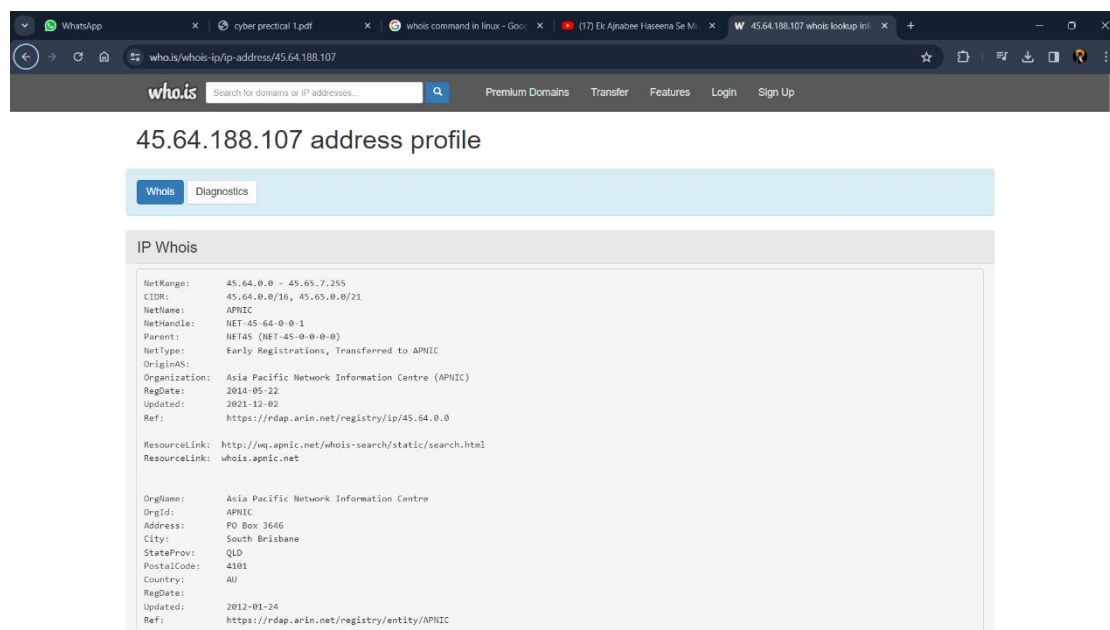 WhatsApp
cyber prectical 1.pdf
whois command in linux - Goog
(17) Ek Ajnabee Haseena Se Mu
45.64.188.107 whois lookup info
who.is/whois-ip/ip-address/45.64.188.107
who.is
Search for domains or IP addresses...
Premium Domains Transfer Features Login Sign Up
45.64.188.107 address profile
Whois Diagnostics
IP Whois
NetRange: 45.64.0.0 - 45.65.7.255
CIDR: 45.64.0.0/16, 45.65.0.0/21
NetName: APNIC
NetHandle: NET-45-64-0-0-1
Parent: NET45 (NET-45-0-0-0-0)
NetType: Early Registrations, Transferred to APNIC
OriginAS:
Organization: Asia Pacific Network Information Centre (APNIC)
RegDate: 2014-05-22
Updated: 2021-12-02
Ref: https://rdap.arin.net/registry/ip/45.64.0.0
ResourceLink: http://wq.apnic.net/whois-search/static/search.html
ResourceLink: whois.apnic.net
OrgName: Asia Pacific Network Information Centre
OrgId: APNIC
Address: PO Box 3646
City: South Brisbane
StateProv: QLD
PostalCode: 4101
Country: AU
RegDate:
Updated: 2012-01-24
Ref: https://rdap.arin.net/registry/entity/APNIC